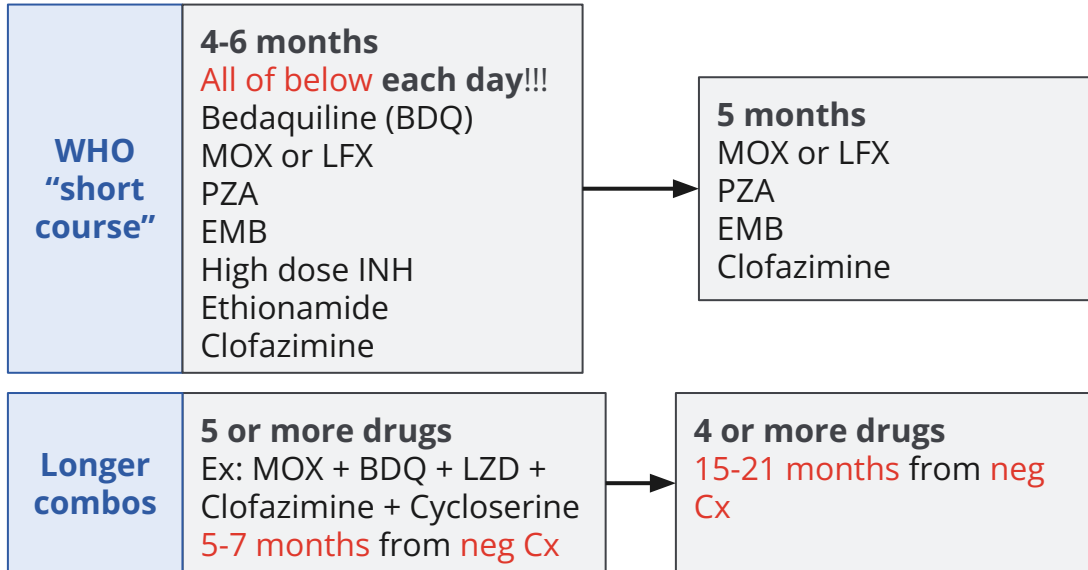 WHO
“short
course”
4-6 months
All of below each day!!!
Bedaquiline (BDQ)
MOX or LFX
PZA
EMB
High dose INH
Ethionamide
Clofazimine
5 months
MOX or LFX
PZA
EMB
Clofazimine
Longer
combos
5 or more drugs
Ex: MOX + BDQ + LZD +
Clofazimine + Cycloserine
5-7 months from neg Cx
4 or more drugs
15-21 months from neg
Cx